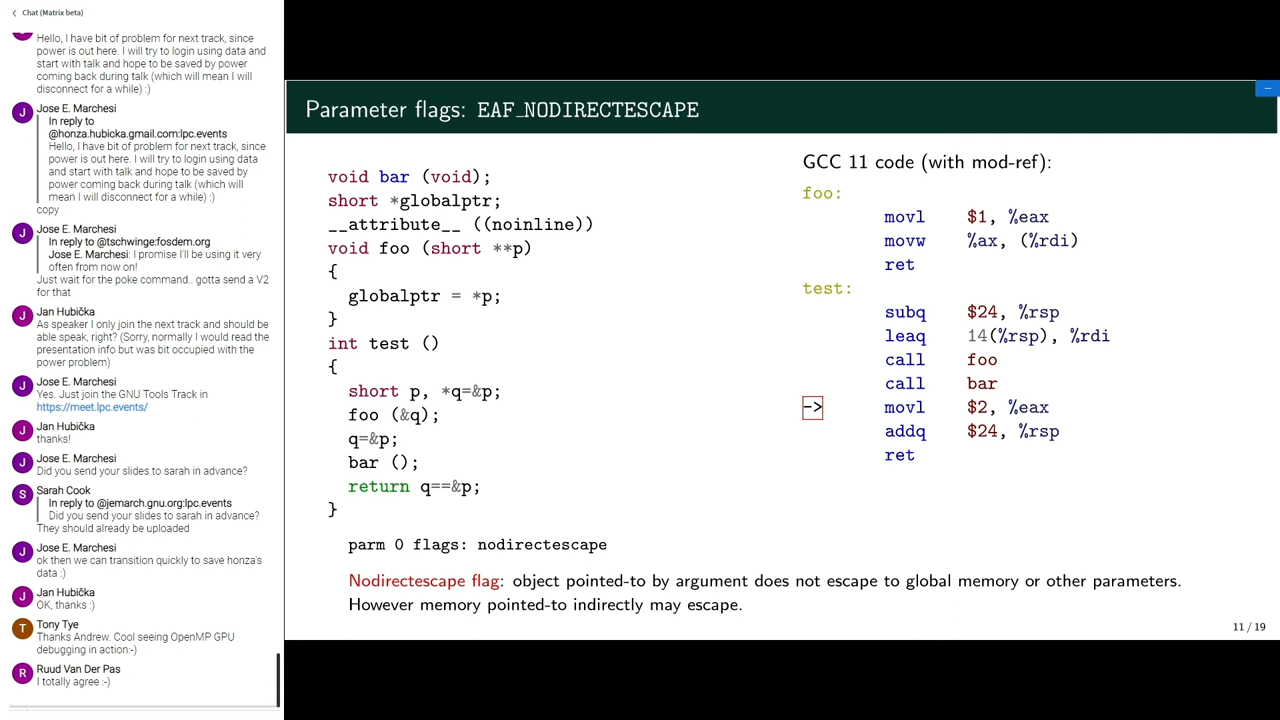 Chat (Matrix beta)
Hello, I have bit of problem for next track, since
power is out here. I will try to login using data and
start with talk and hope to be saved by power
coming back during talk (which will mean I will
disconnect for a while) :)
J
Jose E. Marchesi
In reply to
@honza.hubicka.gmail.com:lpc.events
Hello, I have bit of problem for next track, since
power is out here. I will try to login using data
and start with talk and hope to be saved by
power coming back during talk (which will
mean I will disconnect for a while) :)
copy
J
Jose E. Marchesi
In reply to @tschwinge:fosdem.org
Jose E. Marchesi: I promise I'll be using it very
often from now on!
Just wait for the poke command.. gotta send a V2
for that
J
Jan Hubička
As speaker I only join the next track and should be
able speak, right? (Sorry, normally I would read the
presentation info but was bit occupied with the
power problem)
J
Jose E. Marchesi
Yes. Just join the GNU Tools Track in
https://meet.lpc.events/
J
Jan Hubička
thanks!
J
Jose E. Marchesi
Did you send your slides to sarah in advance?
S
Sarah Cook
In reply to @jemarch.gnu.org:lpc.events
Did you send your slides to sarah in advance?
They should already be uploaded
J
Jose E. Marchesi
ok then we can transition quickly to save honza's
data :)
J
Jan Hubička
OK, thanks :)
T
Tony Tye
Thanks Andrew. Cool seeing OpenMP GPU
debugging in action:-)
R
Ruud Van Der Pas
I totally agree :-)
Parameter flags: EAF_NODIRECTESCAPE
void bar (void);
short *globalptr;
__attribute__ ((noinline))
void foo (short **p)
{
globalptr = *p;
}
int test ()
{
short p, *q=&p;
foo (&q);
q=&p;
bar ();
return q==&p;
}
parm 0 flags: nodirectescape
GCC 11 code (with mod-ref):
foo:
movl $1, %eax
movw %ax, (%rdi)
ret
test:
subq $24, %rsp
leaq 14(%rsp), %rdi
call foo
call bar
-> movl $2, %eax
addq $24, %rsp
ret
Nodirectescape flag: object pointed-to by argument does not escape to global memory or other parameters.
However memory pointed-to indirectly may escape.
11 / 19